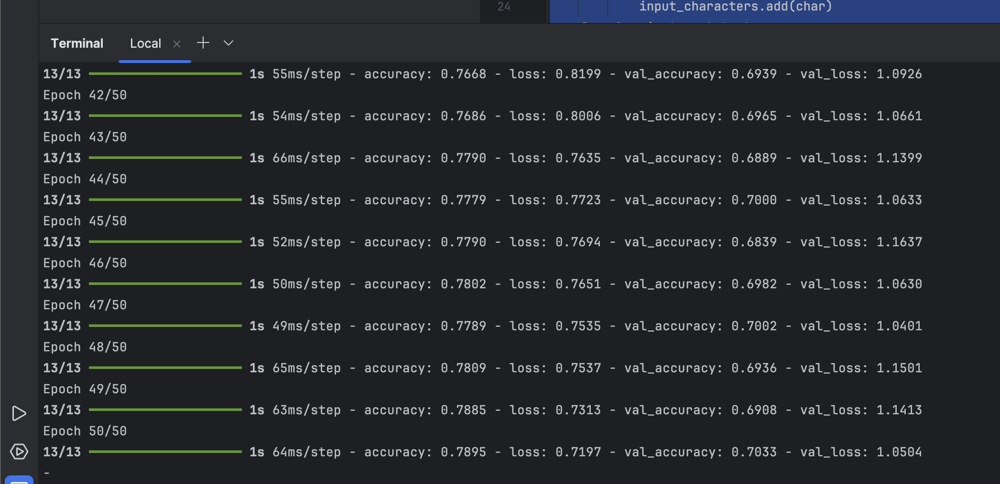 24 input_characters.add(char)
Terminal Local
13/13 1s 55ms/step - accuracy: 0.7668 - loss: 0.8199 - val_accuracy: 0.6939 - val_loss: 1.0926
Epoch 42/50
13/13 1s 54ms/step - accuracy: 0.7686 - loss: 0.8006 - val_accuracy: 0.6965 - val_loss: 1.0661
Epoch 43/50
13/13 1s 66ms/step - accuracy: 0.7790 - loss: 0.7635 - val_accuracy: 0.6889 - val_loss: 1.1399
Epoch 44/50
13/13 1s 55ms/step - accuracy: 0.7779 - loss: 0.7723 - val_accuracy: 0.7000 - val_loss: 1.0633
Epoch 45/50
13/13 1s 52ms/step - accuracy: 0.7790 - loss: 0.7694 - val_accuracy: 0.6839 - val_loss: 1.1637
Epoch 46/50
13/13 1s 50ms/step - accuracy: 0.7802 - loss: 0.7651 - val_accuracy: 0.6982 - val_loss: 1.0630
Epoch 47/50
13/13 1s 49ms/step - accuracy: 0.7789 - loss: 0.7535 - val_accuracy: 0.7002 - val_loss: 1.0401
Epoch 48/50
13/13 1s 65ms/step - accuracy: 0.7809 - loss: 0.7537 - val_accuracy: 0.6936 - val_loss: 1.1501
Epoch 49/50
13/13 1s 63ms/step - accuracy: 0.7885 - loss: 0.7313 - val_accuracy: 0.6908 - val_loss: 1.1413
Epoch 50/50
13/13 1s 64ms/step - accuracy: 0.7895 - loss: 0.7197 - val_accuracy: 0.7033 - val_loss: 1.0504
-